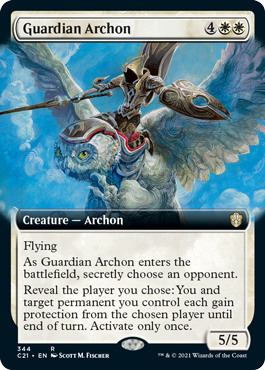 Guardian Archon 4
Creature — Archon
Flying
As Guardian Archon enters the
battlefield, secretly choose an opponent.
Reveal the player you chose: You and
target permanent you control each gain
protection from the chosen player until
end of turn. Activate only once.
5/5
344 R
C21 • EN SCOTT M. FISCHER
™ & © 2021 Wizards of the Coast